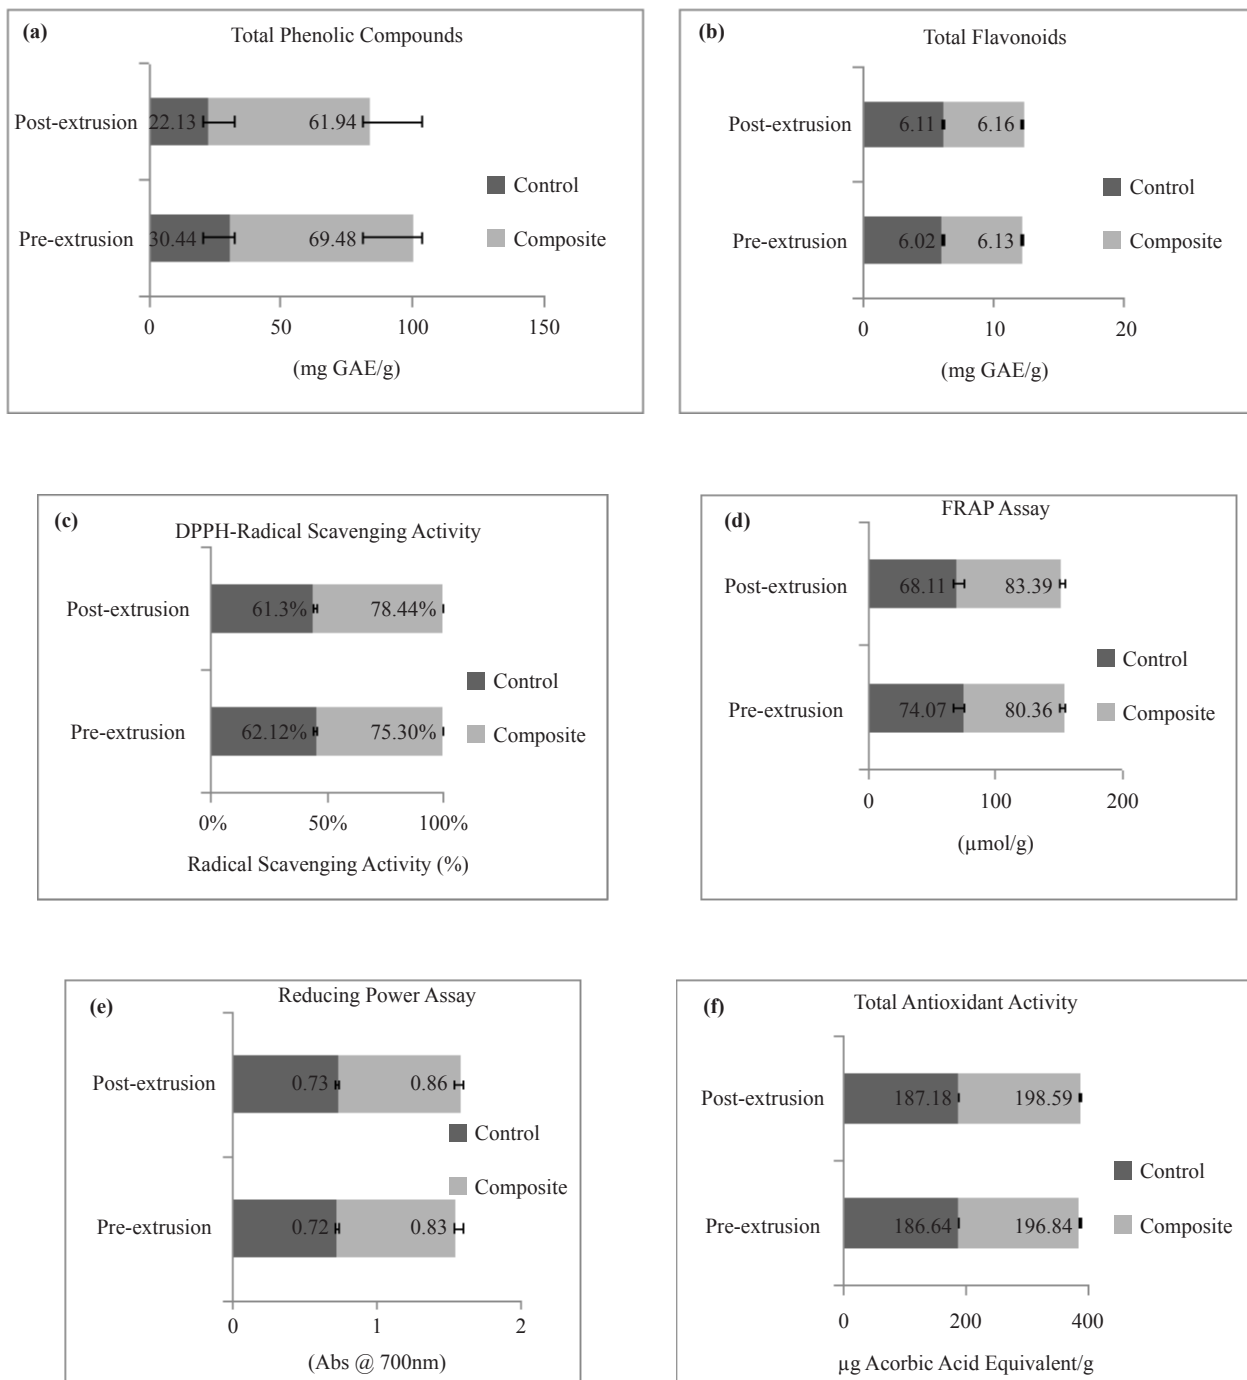 (a)
Total Phenolic Compounds
Post-extrusion
22.13
61.94
Control
Pre-extrusion
30.44
69.48
Composite
0 50 100 150
(mg GAE/g)
(b)
Total Flavonoids
Post-extrusion
6.11
6.16
Control
Pre-extrusion
6.02
6.13
Composite
0 10 20
(mg GAE/g)
(c)
DPPH-Radical Scavenging Activity
Post-extrusion
61.3%
78.44%
Control
Pre-extrusion
62.12%
75.30%
Composite
0% 50% 100%
Radical Scavenging Activity (%)
(d)
FRAP Assay
Post-extrusion
68.11
83.39
Control
Pre-extrusion
74.07
80.36
Composite
0 100 200
(µmol/g)
(e)
Reducing Power Assay
Post-extrusion
0.73
0.86
Control
Composite
Pre-extrusion
0.72
0.83
0 1 2
(Abs @ 700nm)
(f)
Total Antioxidant Activity
Post-extrusion
187.18
198.59
Control
Pre-extrusion
186.64
196.84
Composite
0 200 400
µg Acorbic Acid Equivalent/g